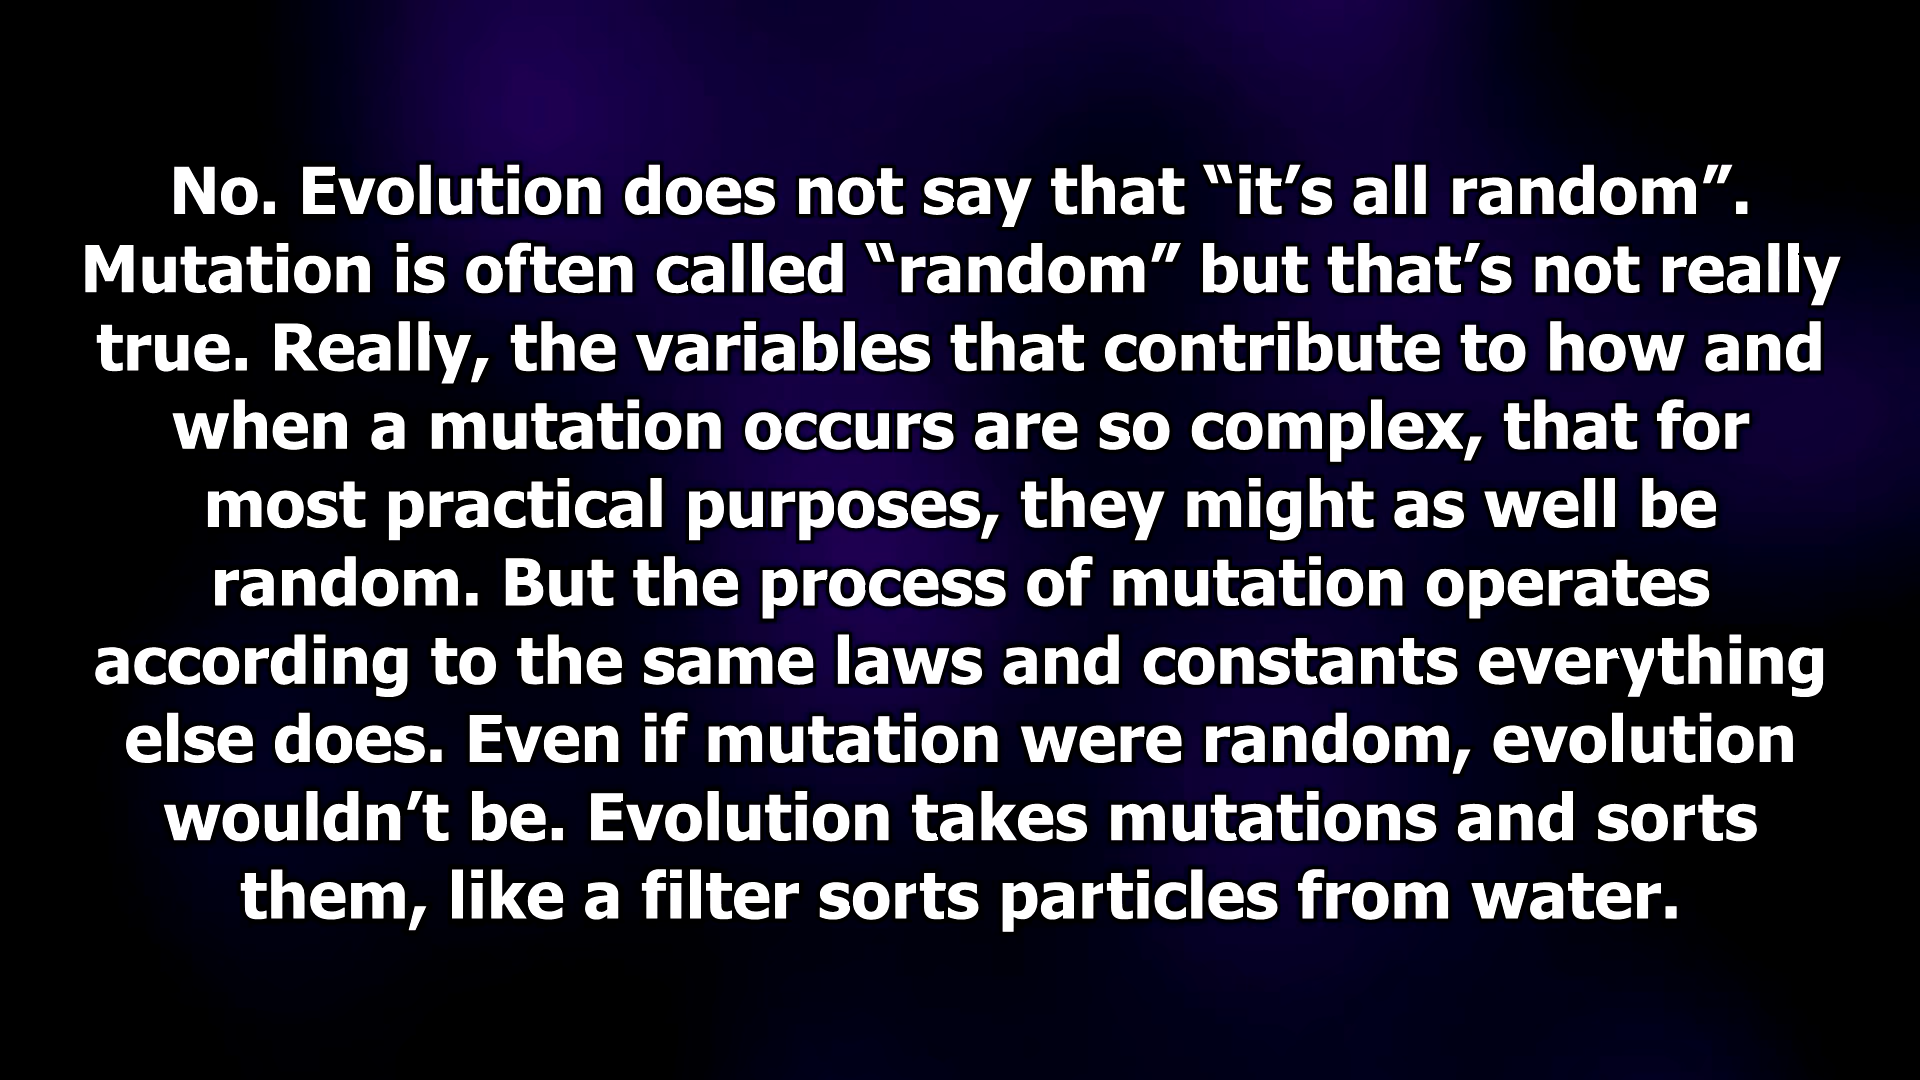 No. Evolution does not say that “it’s all random”.
Mutation is often called “random” but that’s not really
true. Really, the variables that contribute to how and
when a mutation occurs are so complex, that for
most practical purposes, they might as well be
random. But the process of mutation operates
according to the same laws and constants everything
else does. Even if mutation were random, evolution
wouldn’t be. Evolution takes mutations and sorts
them, like a filter sorts particles from water.